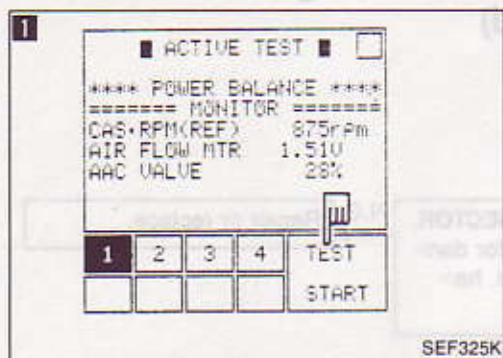 1
■ ACTIVE TEST ■
**** POWER BALANCE ****
======= MONITOR =======
CAS•RPM(REF) 875rpm
AIR FLOW MTR 1.51V
AAC VALVE 28%
1 2 3 4 TEST
START
SEF325K